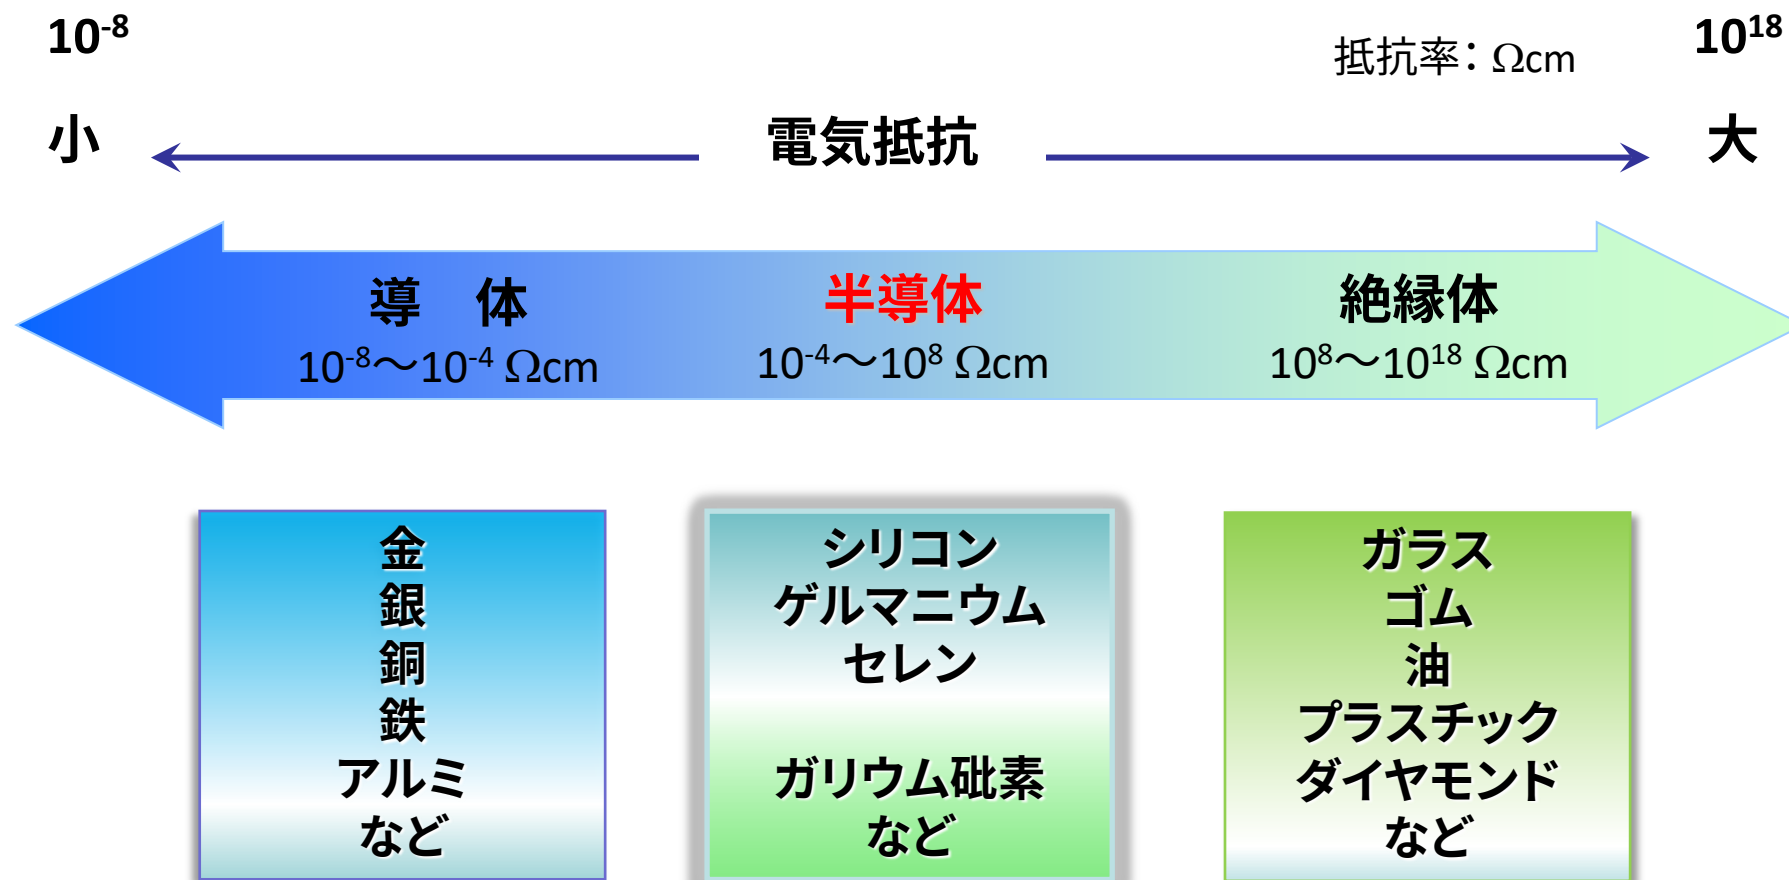 10⁻⁸
10¹⁸
抵抗率：Ωcm
小
電気抵抗
大
導　体
半導体
絶縁体
10⁻⁸～10⁻⁴ Ωcm
10⁻⁴～10⁸ Ωcm
10⁸～10¹⁸ Ωcm
金
銀
銅
鉄
アルミ
など
シリコン
ゲルマニウム
セレン
ガリウム砒素
など
ガラス
ゴム
油
プラスチック
ダイヤモンド
など